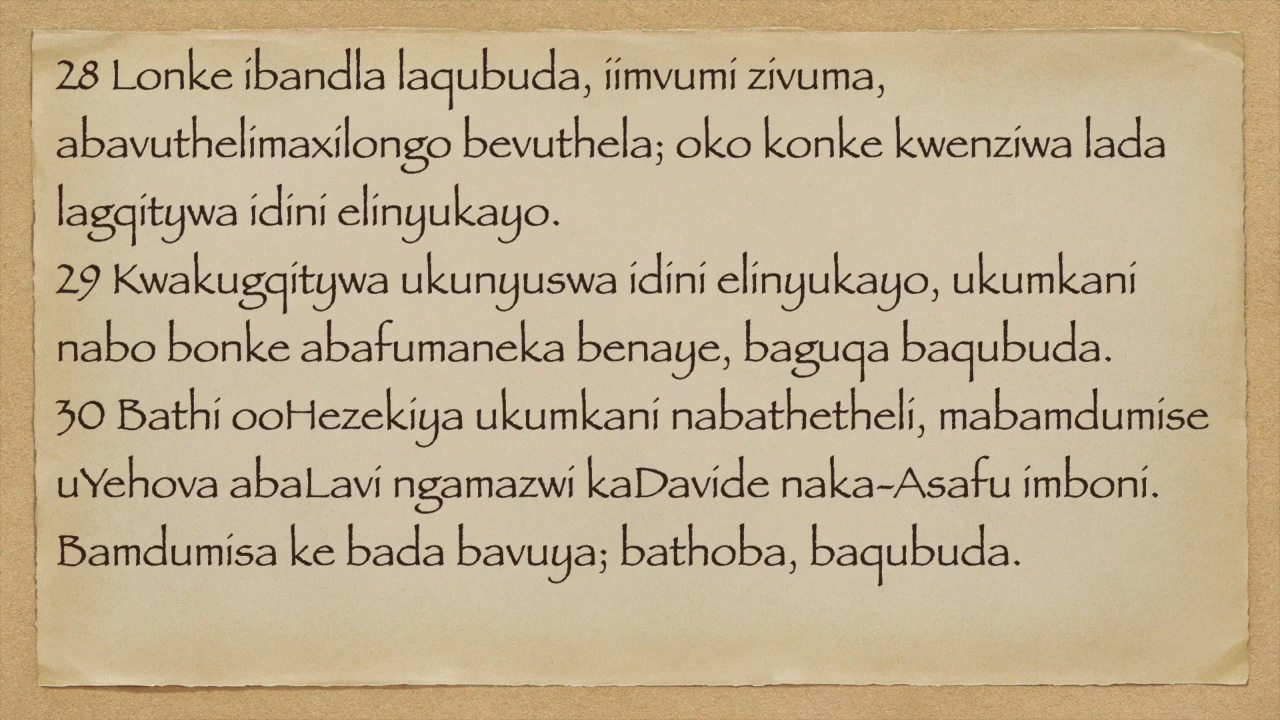 28 Lonke ibandla laqubuda, iimvumi zivuma,
abavuthelimaxilongo bevuthela; oko konke kwenziwa lada
lagqitywa idini elinyukayo.
29 Kwakugqitywa ukunyuswa idini elinyukayo, ukumkani
nabo bonke abafumaneka benaye, baguqa baqubuda.
30 Bathi ooHezekiya ukumkani nabathetheli, mabamdumise
uYehova abaLavi ngamazwi kaDavide naka-Asafu imboni.
Bamdumisa ke bada bavuya; bathoba, baqubuda.